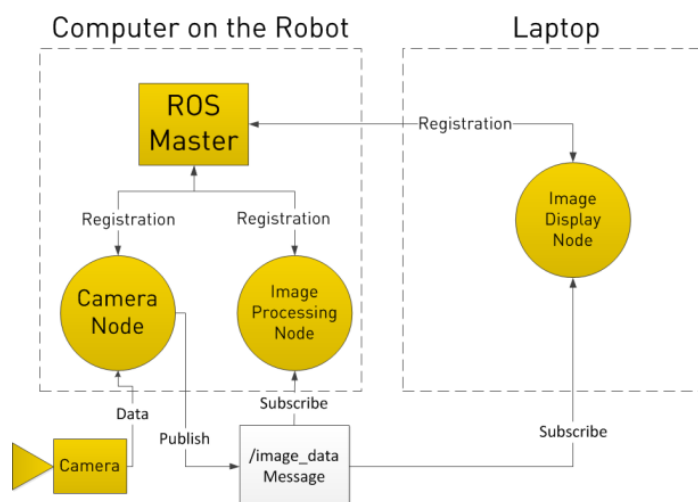 Computer on the Robot
Laptop
ROS
Master
Registration
Registration
Registration
Image
Display
Node
Camera
Node
Image
Processing
Node
Data
Publish
Subscribe
Subscribe
Camera
/image_data
Message